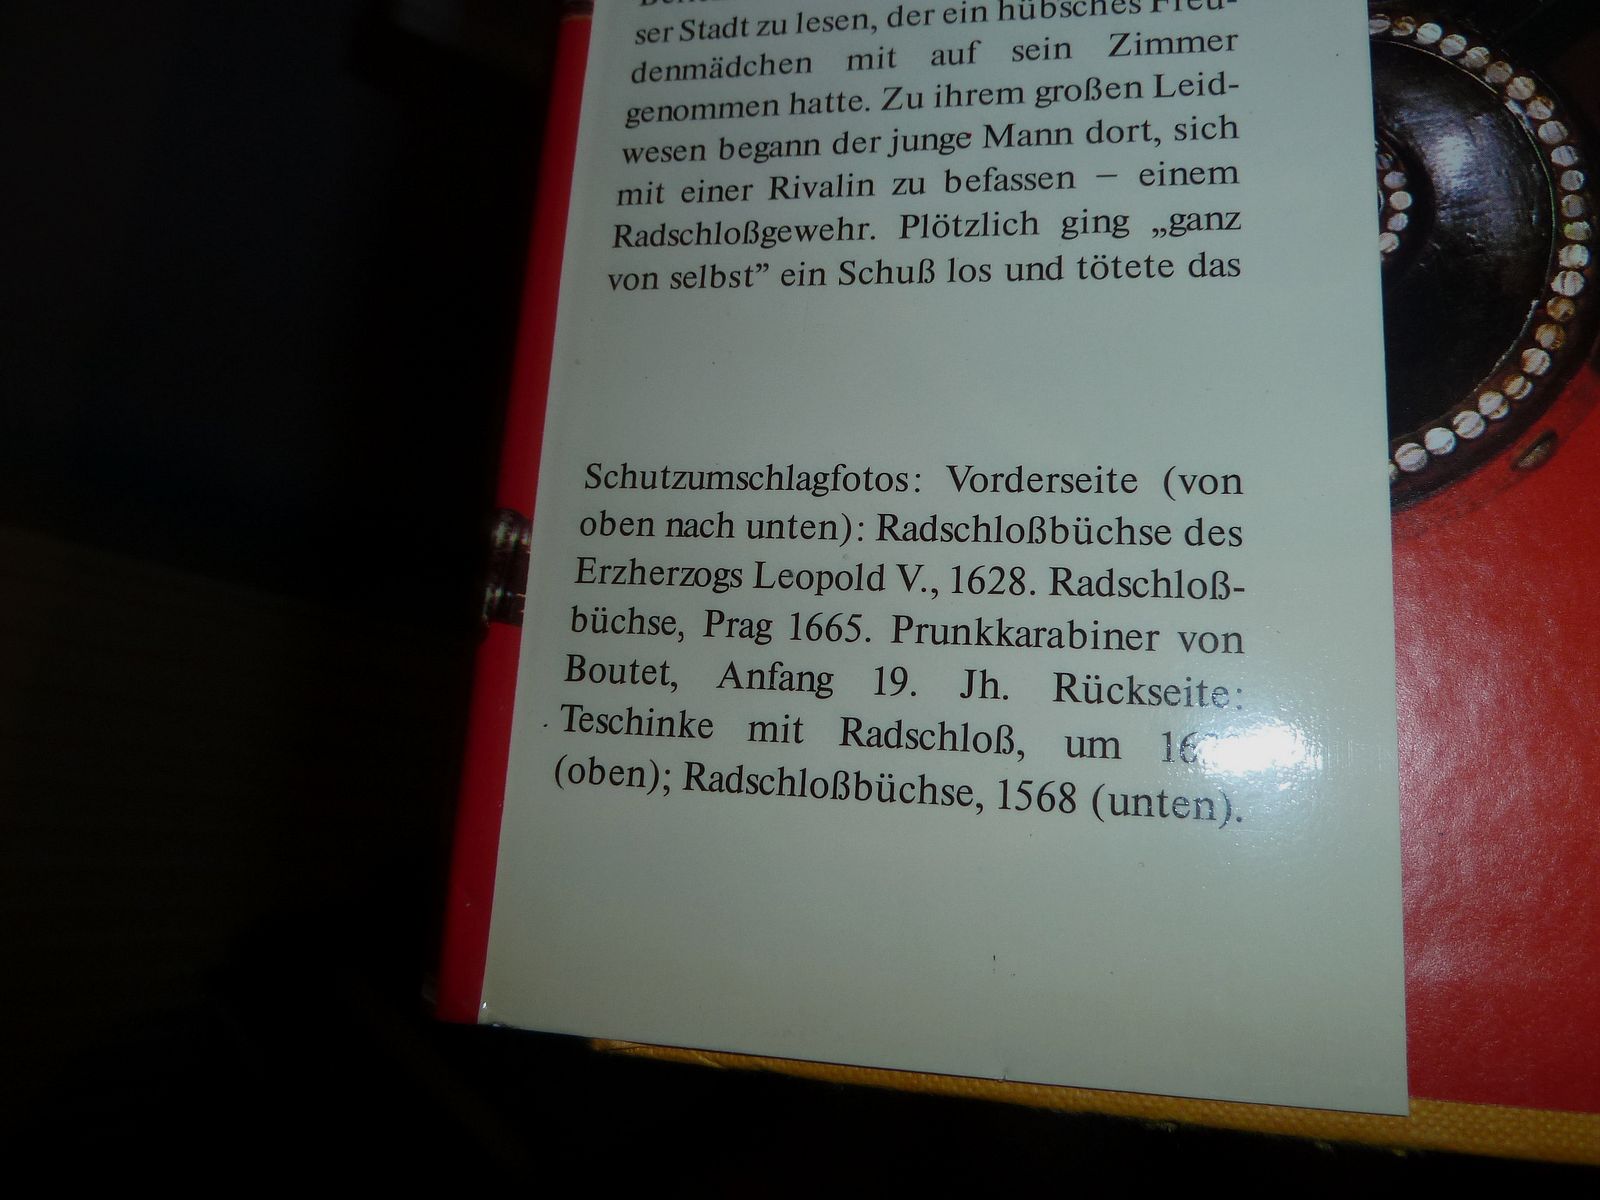 ser Stadt zu lesen, der ein hübsches Freu-
denmädchen mit auf sein Zimmer
genommen hatte. Zu ihrem großen Leid-
wesen begann der junge Mann dort, sich
mit einer Rivalin zu befassen – einem
Radschloßgewehr. Plötzlich ging „ganz
von selbst” ein Schuß los und tötete das
Schutzumschlagfotos: Vorderseite (von
oben nach unten): Radschloßbüchse des
Erzherzogs Leopold V., 1628. Radschloß-
büchse, Prag 1665. Prunkkarabiner von
Boutet, Anfang 19. Jh. Rückseite:
Teschinke mit Radschloß, um
(oben); Radschloßbüchse, 1568 (unten).